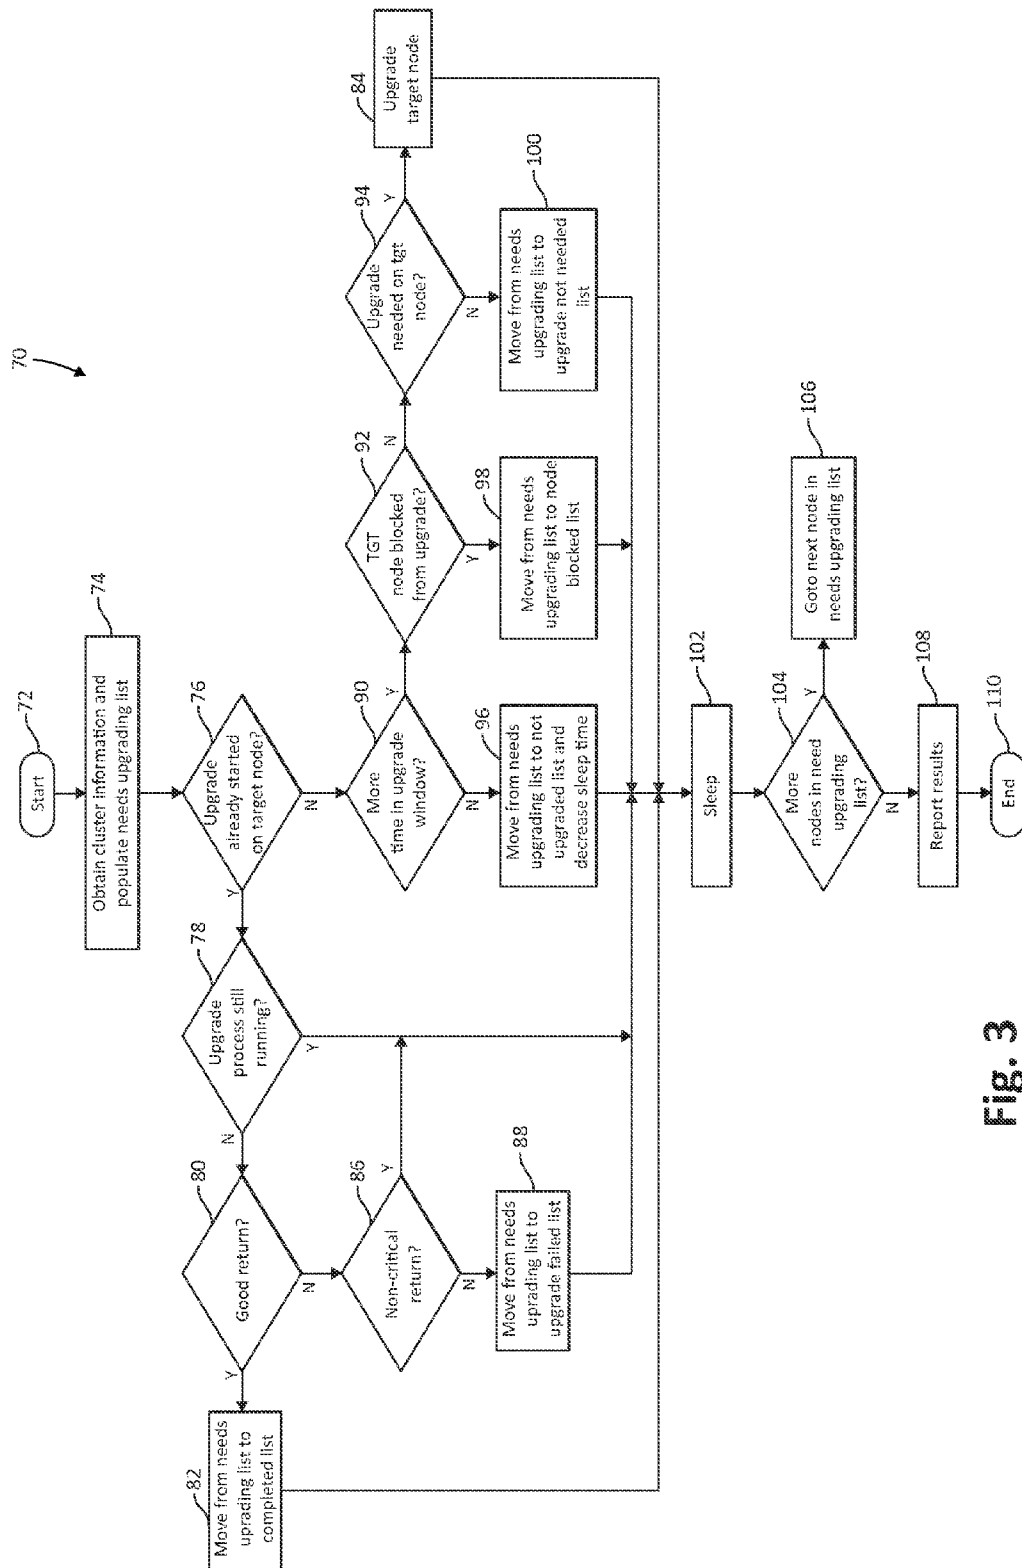 70
Start
72
Obtain cluster information and
populate needs upgrading list
74
Upgrade
already started
on target node?
76
Y
N
Upgrade
process still
running?
78
N
Y
Good return?
80
Y
N
Move from needs
uprading list to
completed list
82
Non-critical
return?
86
Y
N
Move from needs
uprading list to
upgrade failed list
88
More
time in upgrade
window?
90
Y
N
TGT
node blocked
from upgrade?
92
N
Y
Upgrade
needed on tgt
node?
94
Y
N
Upgrade
target node
84
Move from needs
upgrading list to not
upgraded list and
decrease sleep time
96
Move from needs
upgrading list to node
blocked list
98
Move from needs
upgrading list to
upgrade not needed
list
100
Sleep
102
More
nodes in need
upgrading
list?
104
Y
N
Goto next node in
needs upgrading list
106
Report results
108
End
110
Fig. 3